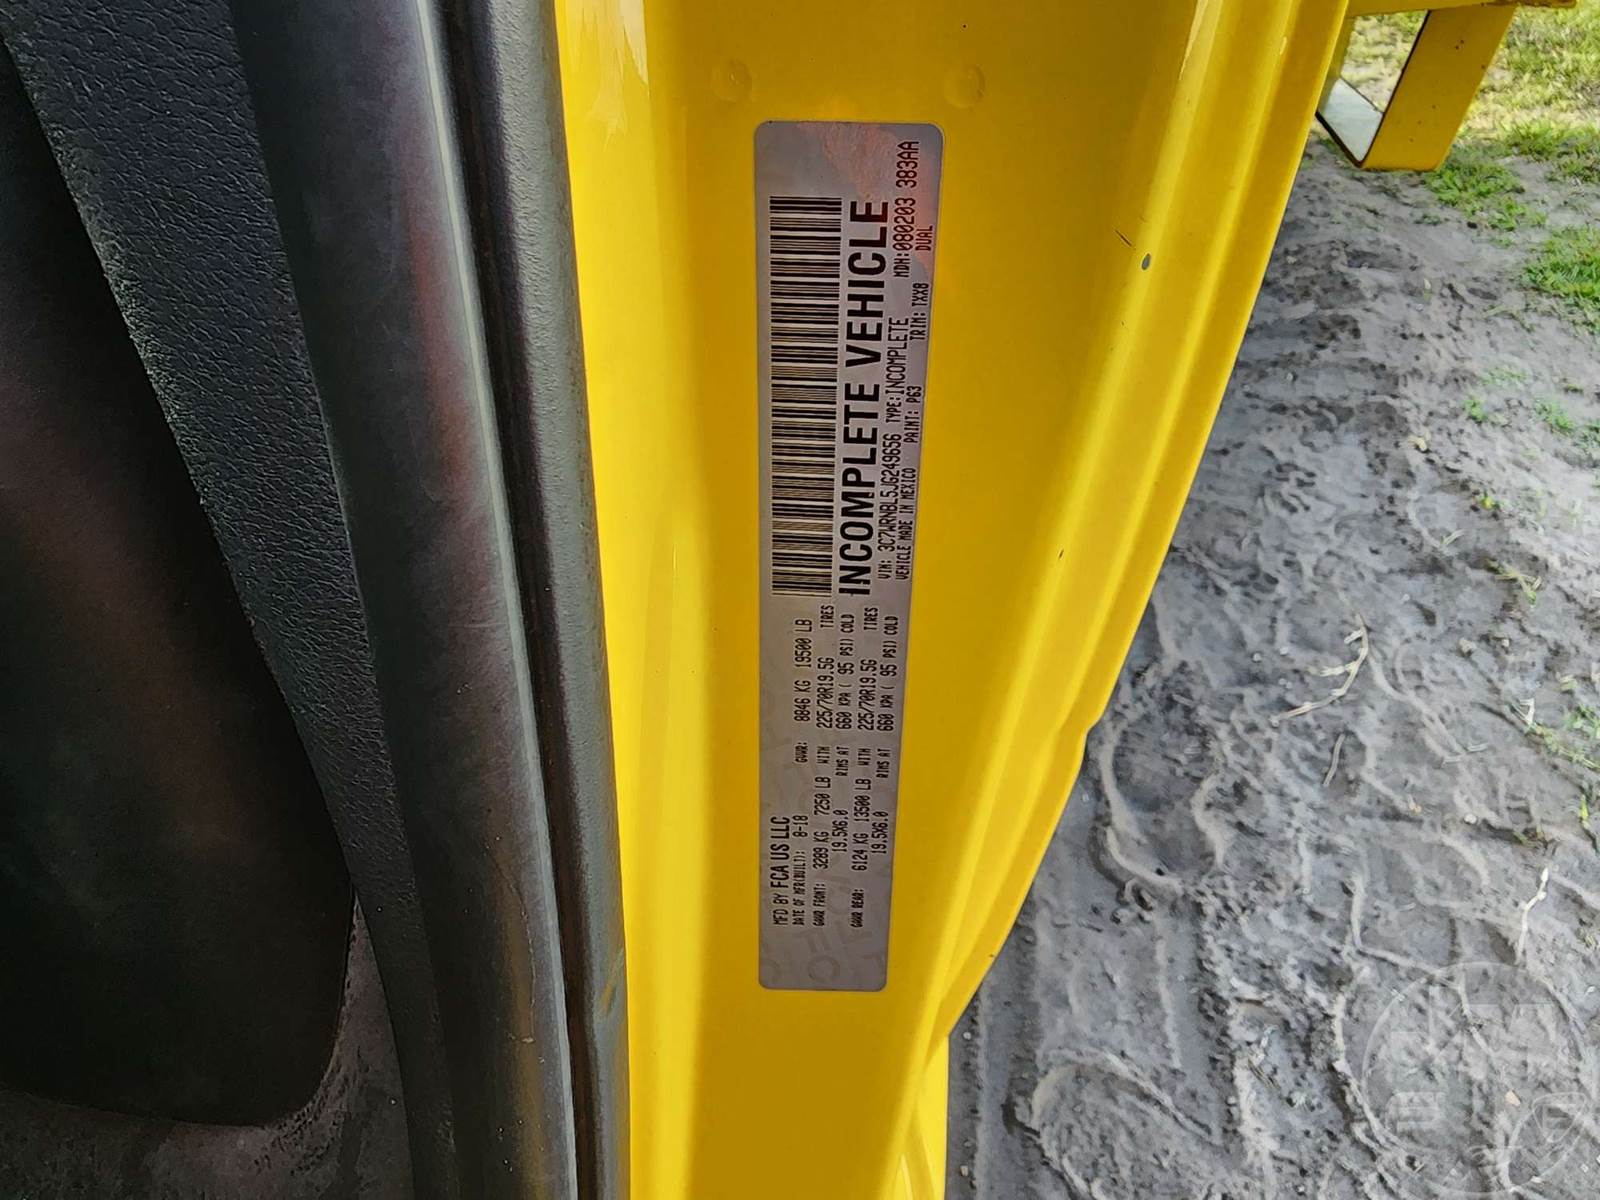 MFD BY FCA US LLC
DATE OF MFR(BUILT): 8-18 GVWR: 8846 KG 19500 LB
GAWR FRONT: 3289 KG 7250 LB WITH 225/70R19.5G TIRES
19.5X6.0 RIMS AT 660 KPA ( 95 PSI) COLD
GAWR REAR: 6124 KG 13500 LB WITH 225/70R19.5G TIRES
19.5X6.0 RIMS AT 660 KPA ( 95 PSI) COLD
INCOMPLETE VEHICLE
VIN: 3C7WRNBL5JG249656 TYPE: INCOMPLETE MDH: 080203 383AA
VEHICLE MADE IN MEXICO PAINT: P63 TRIM: TXX8 DUAL